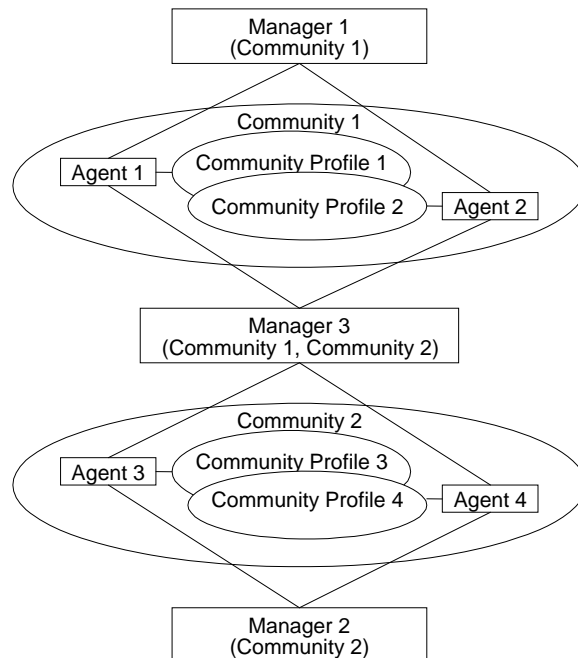 Manager 1
(Community 1)
Community 1
Community Profile 1
Agent 1
Community Profile 2
Agent 2
Manager 3
(Community 1, Community 2)
Community 2
Community Profile 3
Agent 3
Community Profile 4
Agent 4
Manager 2
(Community 2)